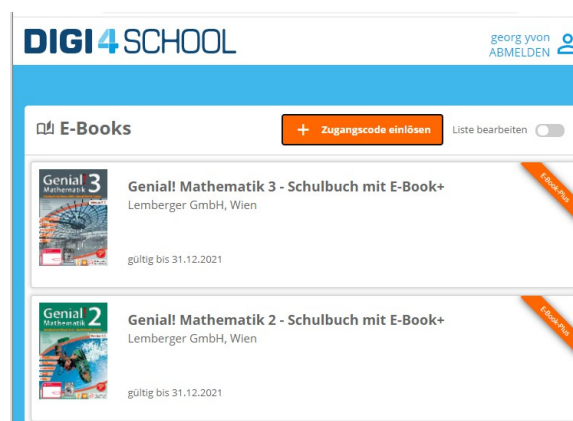 DIGI4SCHOOL
georg yvon
ABMELDEN
E-Books
+ Zugangscode einlösen
Liste bearbeiten
Genial! 3
Mathematik
Genial! Mathematik 3 - Schulbuch mit E-Book+
Lemberger GmbH, Wien
gültig bis 31.12.2021
E-Book-Plus
Genial! 2
Mathematik
Genial! Mathematik 2 - Schulbuch mit E-Book+
Lemberger GmbH, Wien
gültig bis 31.12.2021
E-Book-Plus